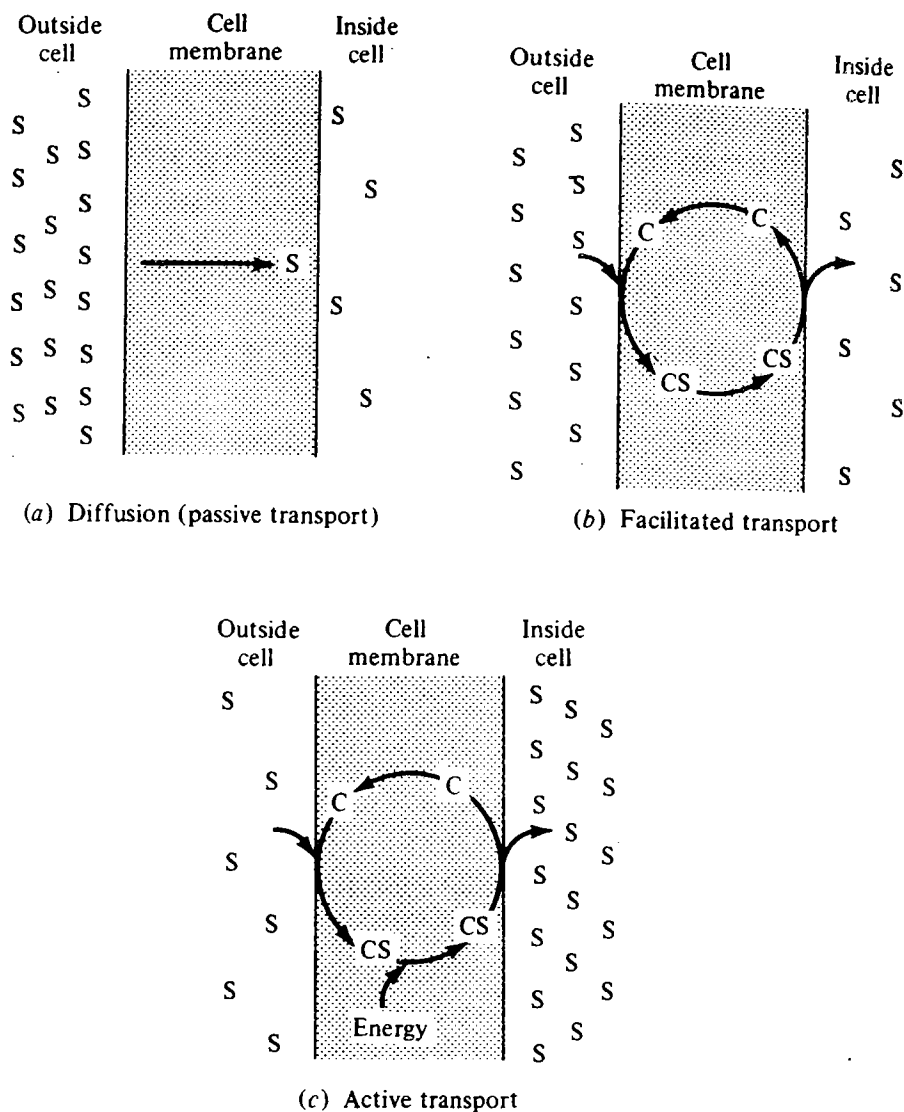 Outside cell
Cell membrane
Inside cell
S
S S
S S
S S
S
S
S S S
S S S S
S S S
S S S S
S
(a) Diffusion (passive transport)
Outside cell
Cell membrane
Inside cell
S
S S
S
S C C S
S
S S
S
S CS S
S CS
S S
S
S S
(b) Facilitated transport
Outside cell
Cell membrane
Inside cell
S S S
S
S
S C S S
C S
S
S S S
S
S CS S S
CS S
S S S
Energy S
S S
(c) Active transport